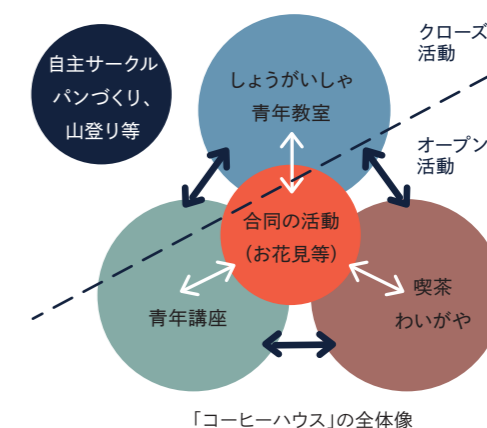 クローズ
活動
自主サークル
パンづくり、
山登り等
しょうがいしゃ
青年教室
オープン
活動
合同の活動
(お花見等)
青年講座
喫茶
わいがや
「コーヒーハウス」の全体像